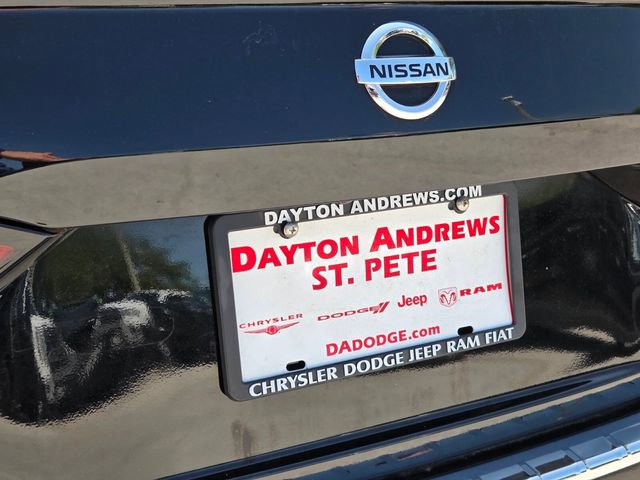 NISSAN
DAYTON ANDREWS.COM
DAYTON ANDREWS
ST. PETE
CHRYSLER DODGE Jeep RAM
DADODGE.com
CHRYSLER DODGE JEEP RAM FIAT